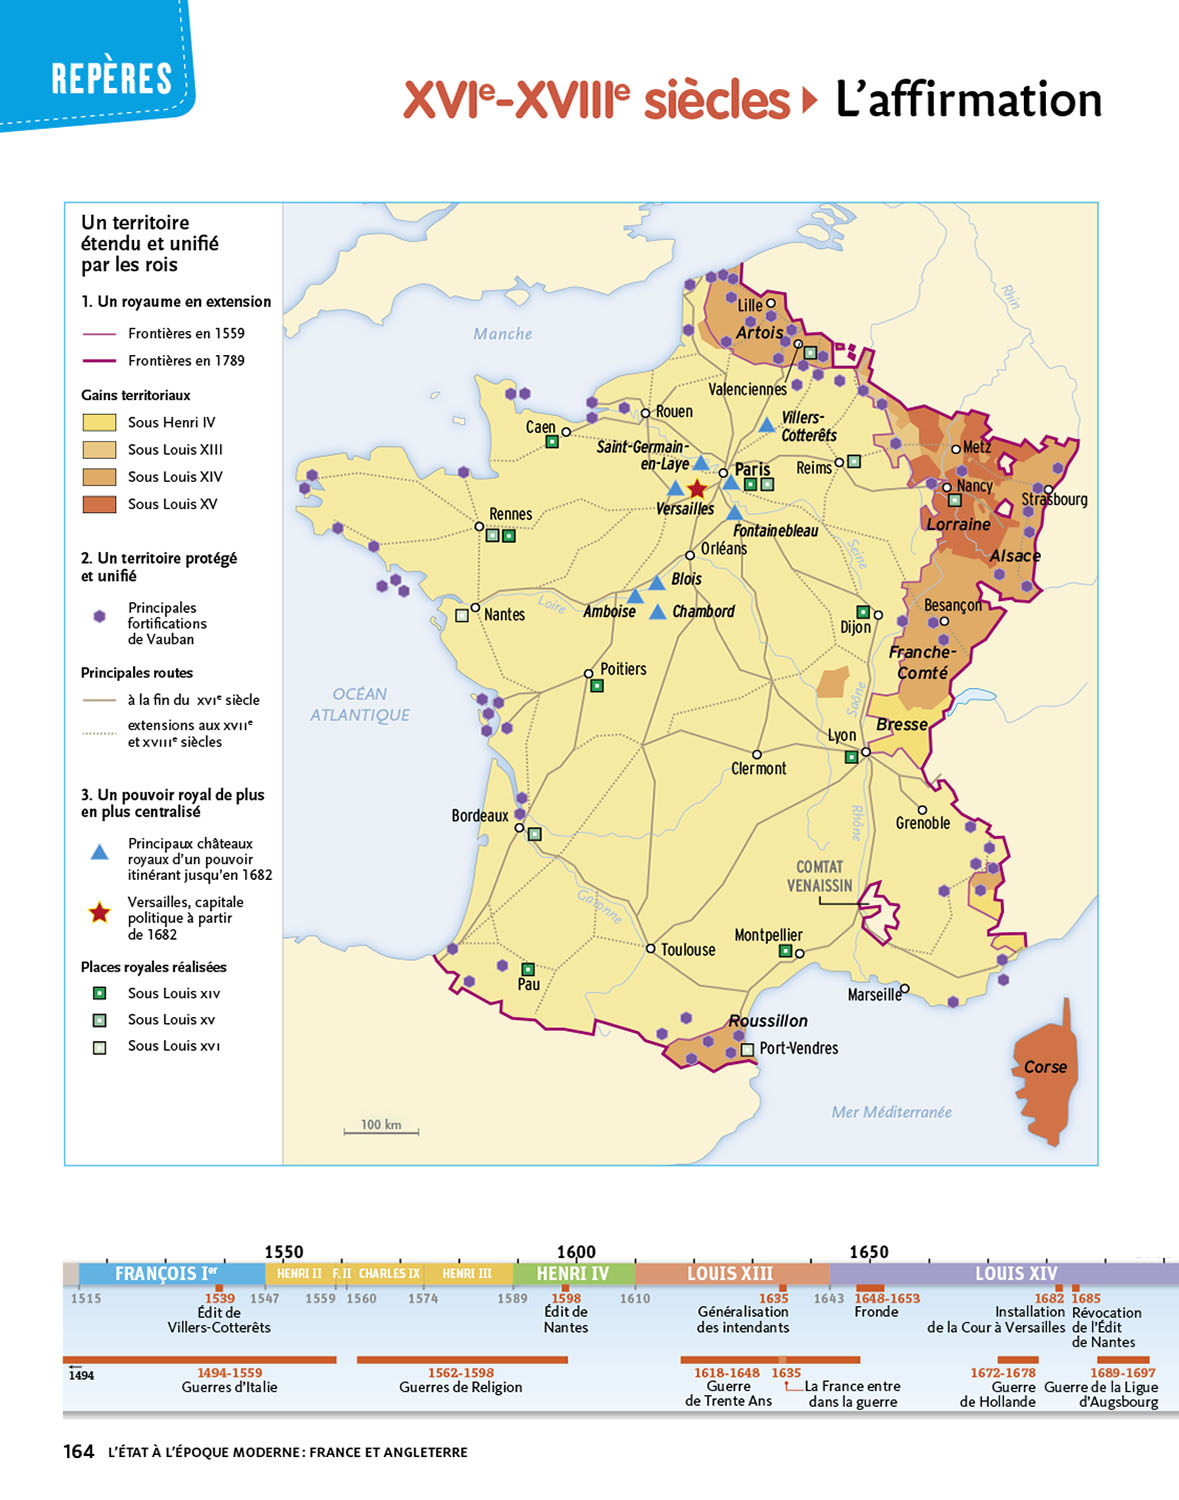 REPÈRES
XVIe-XVIIIe siècles L'affirmation
Un territoire
étendu et unifié
par les rois
1. Un royaume en extension
Frontières en 1559
Frontières en 1789
Gains territoriaux
Sous Henri IV
Sous Louis XIII
Sous Louis XIV
Sous Louis XV
2. Un territoire protégé
et unifié
Principales
fortifications
de Vauban
Principales routes
à la fin du XVIe siècle
extensions aux XVIIe
et XVIIIe siècles
3. Un pouvoir royal de plus
en plus centralisé
Principaux châteaux
royaux d'un pouvoir
itinérant jusqu'en 1682
Versailles, capitale
politique à partir
de 1682
Places royales réalisées
Sous Louis XIV
Sous Louis XV
Sous Louis XVI
Manche
Rhin
Lille
Artois
Valenciennes
Rouen
Caen
Villers-
Cotterêts
Saint-Germain-
en-Laye
Paris
Reims
Metz
Nancy
Strasbourg
Versailles
Lorraine
Rennes
Fontainebleau
Orléans
Seine
Alsace
Blois
Amboise
Chambord
Loire
Nantes
Besançon
Dijon
Franche-
Comté
Poitiers
OCÉAN
ATLANTIQUE
Saône
Bresse
Lyon
Clermont
Bordeaux
Grenoble
Rhône
COMTAT
VENAISSIN
Garonne
Montpellier
Toulouse
Pau
Marseille
Roussillon
Port-Vendres
Corse
Mer Méditerranée
100 km
1550 1600 1650
FRANÇOIS Ier HENRI II F. II CHARLES IX HENRI III HENRI IV LOUIS XIII LOUIS XIV
1515 1539 1547 1559 1560 1574 1589 1598 1610 1635 1643 1648-1653 1682 1685
Édit de
Villers-Cotterêts
Édit de
Nantes
Généralisation
des intendants
Fronde
Installation
de la Cour à Versailles
Révocation
de l'Édit
de Nantes
1494
1494-1559
Guerres d'Italie
1562-1598
Guerres de Religion
1618-1648
Guerre
de Trente Ans
1635
La France entre
dans la guerre
1672-1678
Guerre
de Hollande
1689-1697
Guerre de la Ligue
d'Augsbourg
164 L'ÉTAT À L'ÉPOQUE MODERNE : FRANCE ET ANGLETERRE